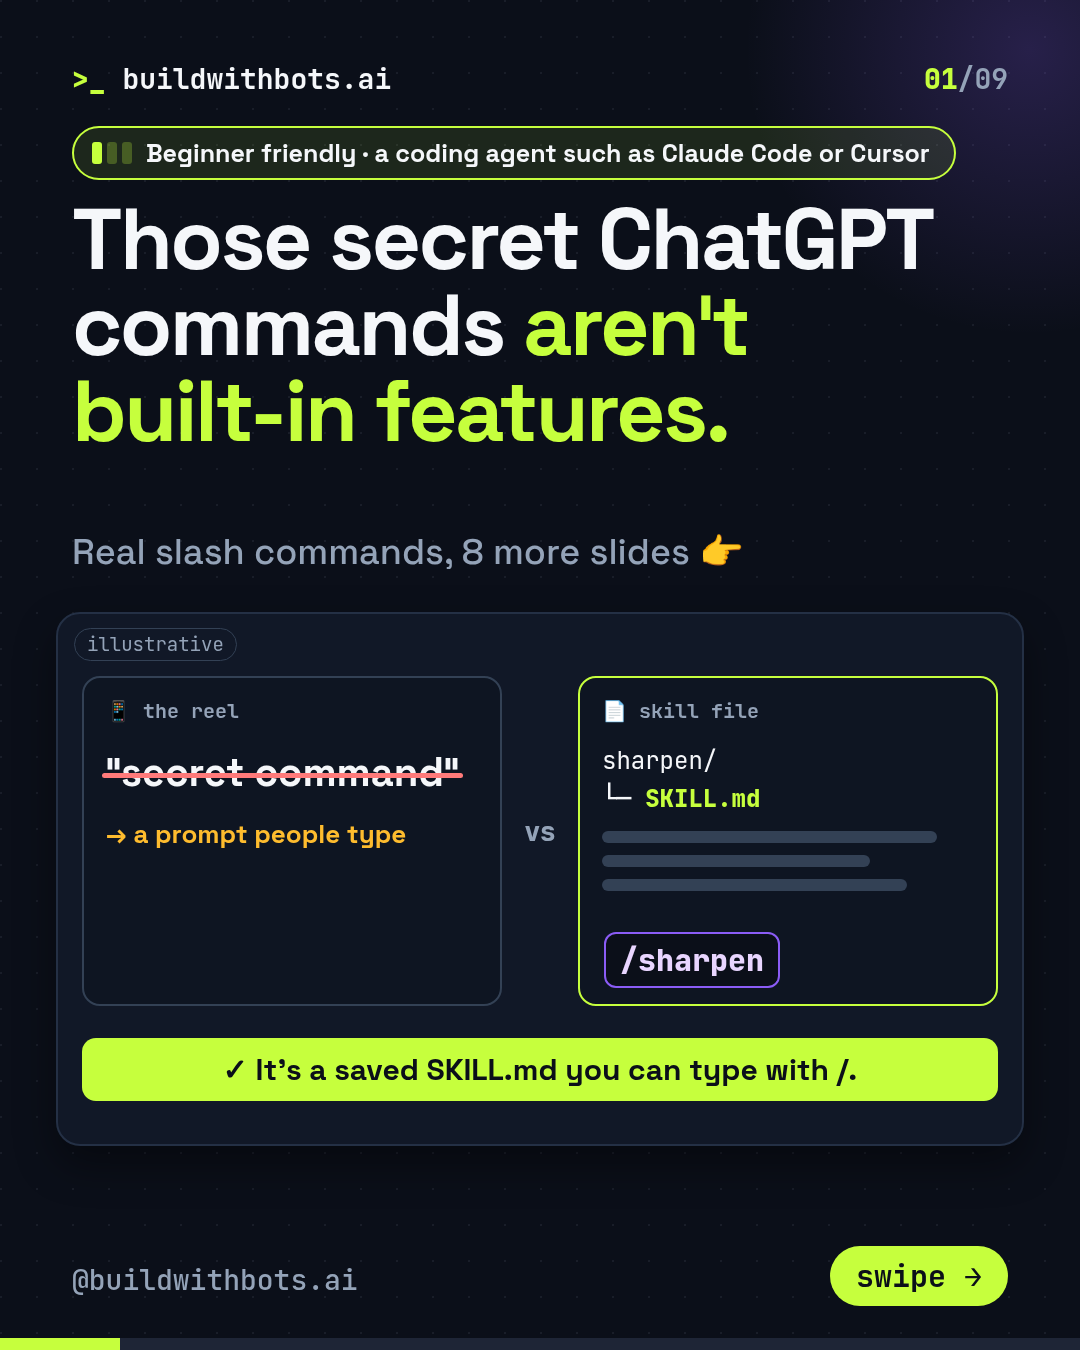 >_ buildwithbots.ai
01/09
Beginner friendly · a coding agent such as Claude Code or Cursor
Those secret ChatGPT
commands aren't
built-in features.
Real slash commands, 8 more slides 👉
illustrative
📱 the reel
"secret command"
→ a prompt people type
vs
📄 skill file
sharpen/
└─ SKILL.md
/sharpen
✓ It’s a saved SKILL.md you can type with /.
@buildwithbots.ai
swipe →